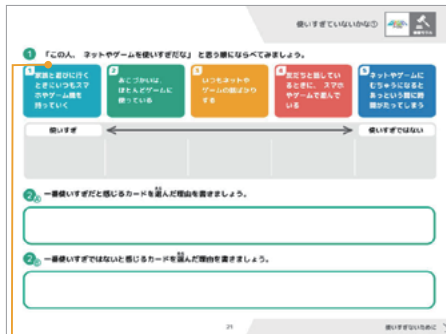 使いすぎていないかな①
1 「この人、ネットやゲームを使いすぎだな」と思う順にならべてみましょう。
1
家族と遊びに行く
ときにいつもスマ
ホやゲーム機を
持っていく
2
おこづかいは、
ほとんどゲームに
使っている
3
いつもネットや
ゲームの話ばかり
する
4
友だちと話してい
るときに、スマホ
やゲームで遊んで
いる
5
ネットやゲームに
むちゅうになると
あっという間に時
間がたってしまう
使いすぎ
使いすぎではない
2 一番使いすぎだと感じるカードを選んだ理由を書きましょう。
2 一番使いすぎではないと感じるカードを選んだ理由を書きましょう。
21
使いすぎないために